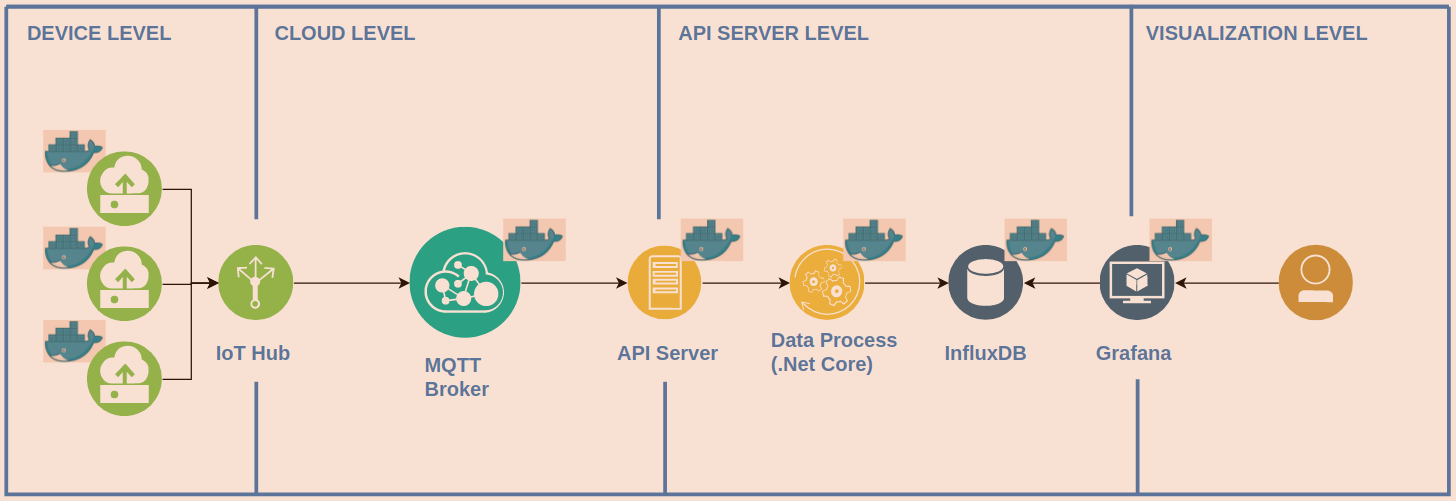 DEVICE LEVEL
CLOUD LEVEL
API SERVER LEVEL
VISUALIZATION LEVEL
IoT Hub
MQTT
Broker
API Server
Data Process
(.Net Core)
InfluxDB
Grafana